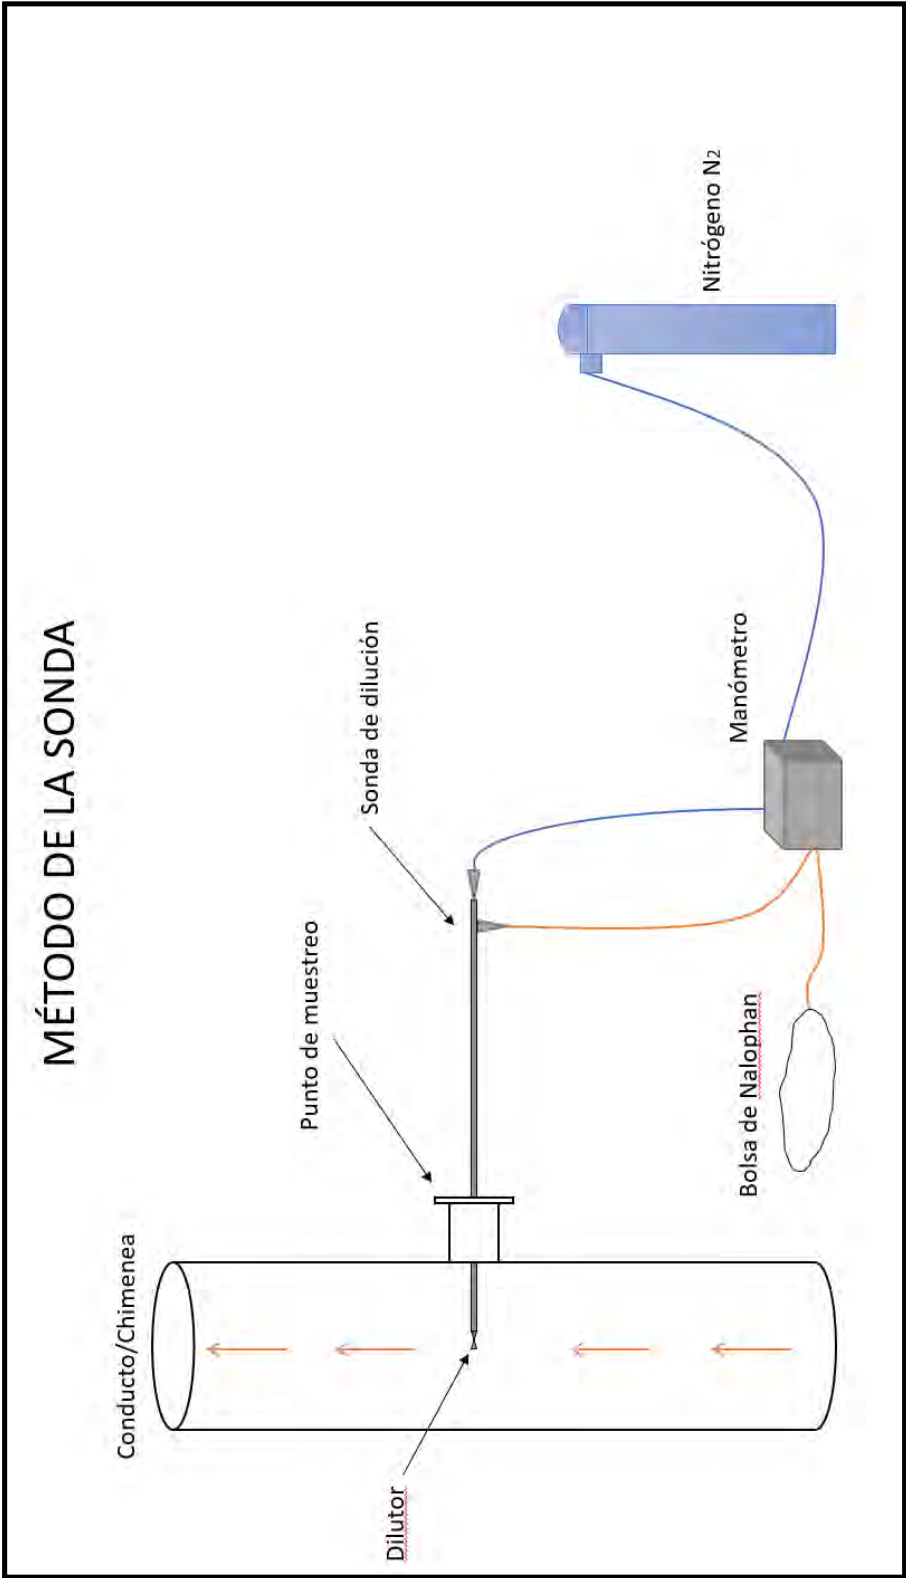 MÉTODO DE LA SONDA
Conducto/Chimenea
Punto de muestreo
Sonda de dilución
Dilutor
Bolsa de Nalophan
Manómetro
Nitrógeno N2